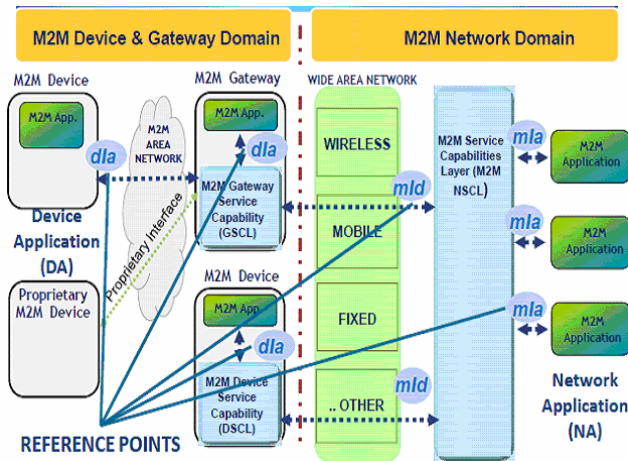 M2M Device & Gateway Domain
M2M Network Domain
M2M Device
M2M App.
dIa
Device
Application
(DA)
Proprietary
M2M Device
M2M
AREA
NETWORK
Proprietary Interface
M2M Gateway
M2M App.
dIa
M2M Gateway
Service
Capability
(GSCL)
M2M Device
M2M App
dIa
M2M Device
Service
Capability
(DSCL)
REFERENCE POINTS
WIDE AREA NETWORK
WIRELESS
MOBILE
FIXED
.. OTHER
mId
mId
M2M Service
Capabilities
Layer (M2M
NSCL)
mIa
M2M
Application
mIa
M2M
Application
mIa
M2M
Application
Network
Application
(NA)